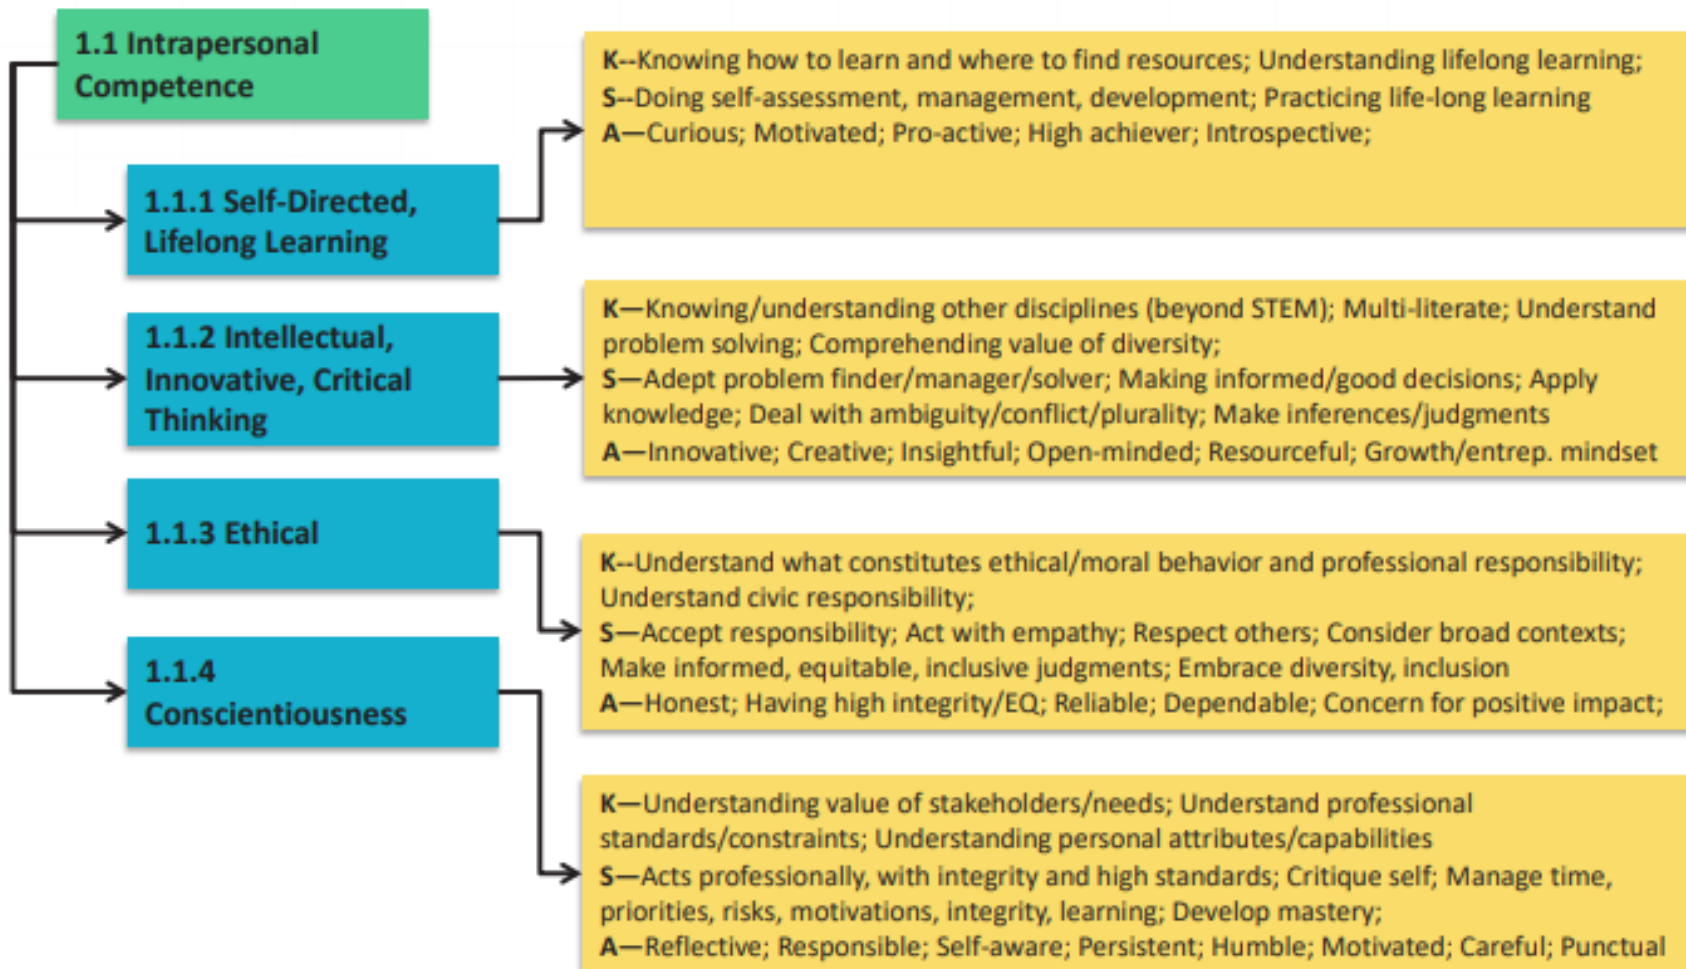 1.1 Intrapersonal
Competence
K--Knowing how to learn and where to find resources; Understanding lifelong learning;
S--Doing self-assessment, management, development; Practicing life-long learning
A—Curious; Motivated; Pro-active; High achiever; Introspective;
1.1.1 Self-Directed,
Lifelong Learning
1.1.2 Intellectual,
Innovative, Critical
Thinking
K—Knowing/understanding other disciplines (beyond STEM); Multi-literate; Understand
problem solving; Comprehending value of diversity;
S—Adept problem finder/manager/solver; Making informed/good decisions; Apply
knowledge; Deal with ambiguity/conflict/plurality; Make inferences/judgments
A—Innovative; Creative; Insightful; Open-minded; Resourceful; Growth/entrep. mindset
1.1.3 Ethical
K--Understand what constitutes ethical/moral behavior and professional responsibility;
Understand civic responsibility;
S—Accept responsibility; Act with empathy; Respect others; Consider broad contexts;
Make informed, equitable, inclusive judgments; Embrace diversity, inclusion
A—Honest; Having high integrity/EQ; Reliable; Dependable; Concern for positive impact;
1.1.4
Conscientiousness
K—Understanding value of stakeholders/needs; Understand professional
standards/constraints; Understanding personal attributes/capabilities
S—Acts professionally, with integrity and high standards; Critique self; Manage time,
priorities, risks, motivations, integrity, learning; Develop mastery;
A—Reflective; Responsible; Self-aware; Persistent; Humble; Motivated; Careful; Punctual